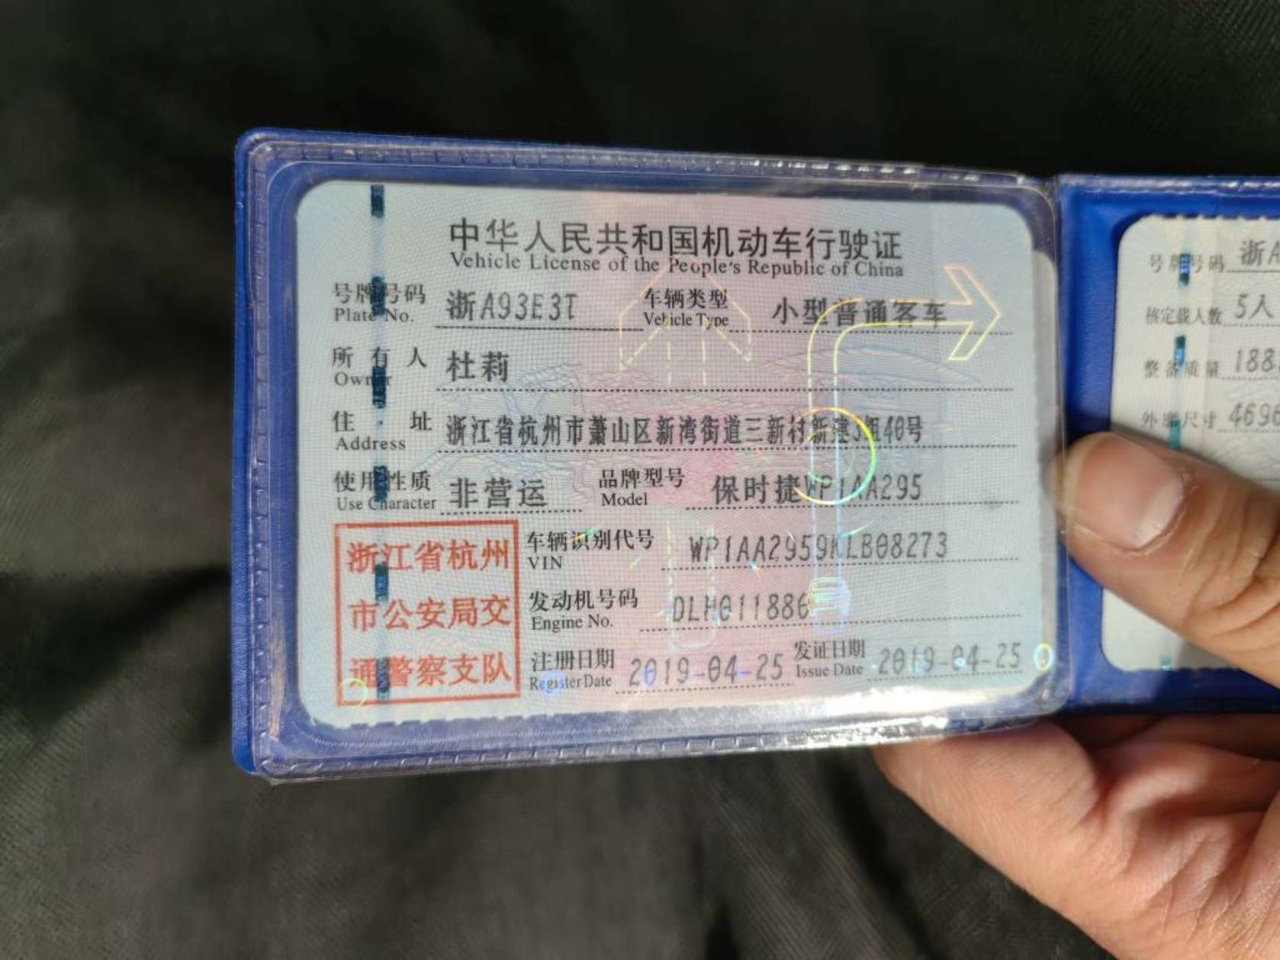 中华人民共和国机动车行驶证
Vehicle License of the People's Republic of China
号牌号码 浙A93E3T 车辆类型 小型普通客车
Plate No. Vehicle Type
所有人 杜莉
Owner
住址 浙江省杭州市萧山区新湾街道三新村新建3组40号
Address
使用性质 非营运 品牌型号 保时捷WP1AA295
Use Character Model
浙江省杭州
市公安局交
通警察支队
车辆识别代号 WP1AA2959KLB08273
VIN
发动机号码 DLH011886
Engine No.
注册日期 2019-04-25 发证日期 2019-04-25
Register Date Issue Date
号牌号码 浙A
核定载人数 5人
整备质量 188
外廓尺寸 469